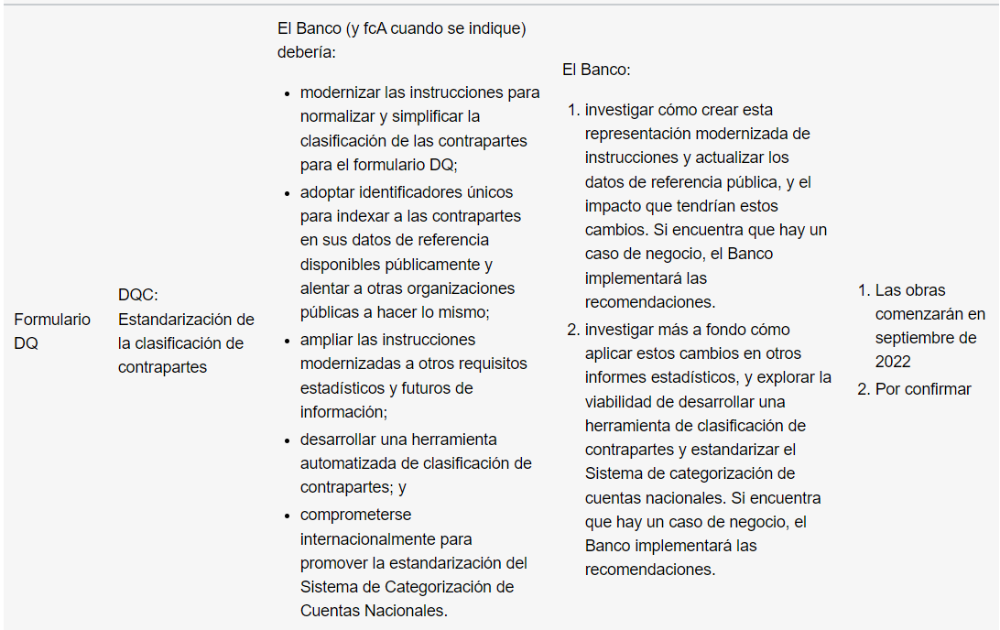 Formulario
DQ
DQC:
Estandarización de
la clasificación de
contrapartes
El Banco (y fcA cuando se indique)
debería:
• modernizar las instrucciones para
normalizar y simplificar la
clasificación de las contrapartes
para el formulario DQ;
• adoptar identificadores únicos
para indexar a las contrapartes
en sus datos de referencia
disponibles públicamente y
alentar a otras organizaciones
públicas a hacer lo mismo;
• ampliar las instrucciones
modernizadas a otros requisitos
estadísticos y futuros de
información;
• desarrollar una herramienta
automatizada de clasificación de
contrapartes; y
• comprometerse
internacionalmente para
promover la estandarización del
Sistema de Categorización de
Cuentas Nacionales.
El Banco:
1. investigar cómo crear esta
representación modernizada de
instrucciones y actualizar los
datos de referencia pública, y el
impacto que tendrían estos
cambios. Si encuentra que hay un
caso de negocio, el Banco
implementará las
recomendaciones.
2. investigar más a fondo cómo
aplicar estos cambios en otros
informes estadísticos, y explorar la
viabilidad de desarrollar una
herramienta de clasificación de
contrapartes y estandarizar el
Sistema de categorización de
cuentas nacionales. Si encuentra
que hay un caso de negocio, el
Banco implementará las
recomendaciones.
1. Las obras
comenzarán en
septiembre de
2022
2. Por confirmar